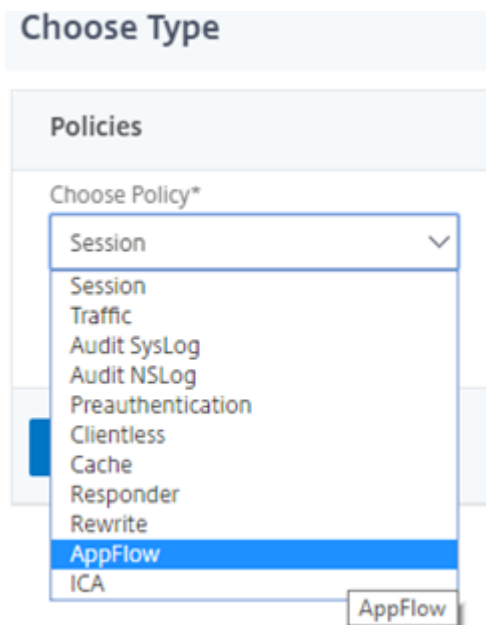 Choose Type
Policies
Choose Policy*
Session
Session
Traffic
Audit SysLog
Audit NSLog
Preauthentication
Clientless
Cache
Responder
Rewrite
AppFlow
ICA
AppFlow